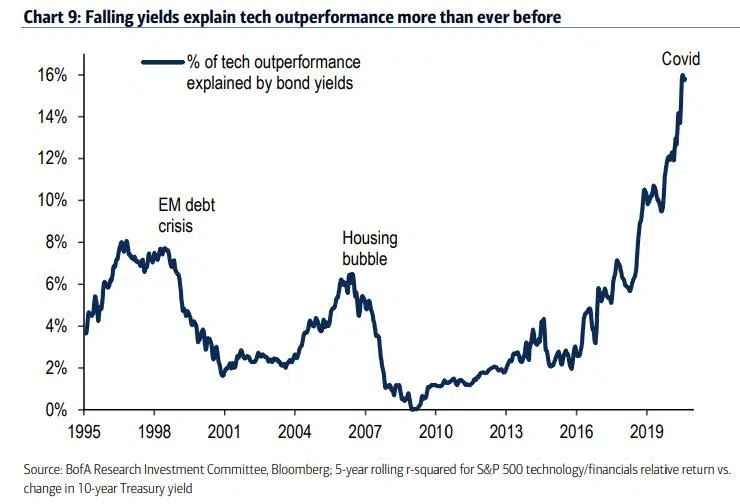 Chart 9: Falling yields explain tech outperformance more than ever before
% of tech outperformance
explained by bond yields
Covid
16%
14%
12%
10%
8%
6%
4%
2%
0%
EM debt
crisis
Housing
bubble
1995 1998 2001 2004 2007 2010 2013 2016 2019
Source: BofA Research Investment Committee, Bloomberg; 5-year rolling r-squared for S&P 500 technology/financials relative return vs.
change in 10-year Treasury yield